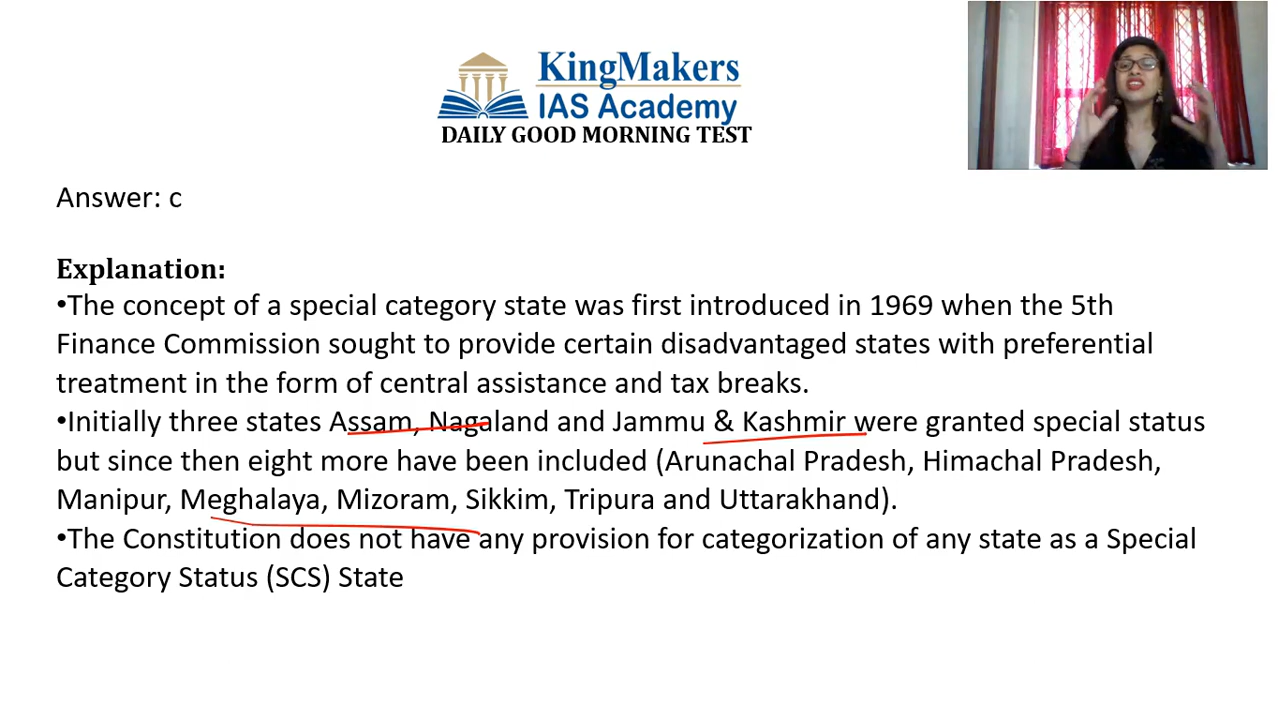 KingMakers
IAS Academy
DAILY GOOD MORNING TEST
Answer: c
Explanation:
•The concept of a special category state was first introduced in 1969 when the 5th
Finance Commission sought to provide certain disadvantaged states with preferential
treatment in the form of central assistance and tax breaks.
•Initially three states Assam, Nagaland and Jammu & Kashmir were granted special status
but since then eight more have been included (Arunachal Pradesh, Himachal Pradesh,
Manipur, Meghalaya, Mizoram, Sikkim, Tripura and Uttarakhand).
•The Constitution does not have any provision for categorization of any state as a Special
Category Status (SCS) State